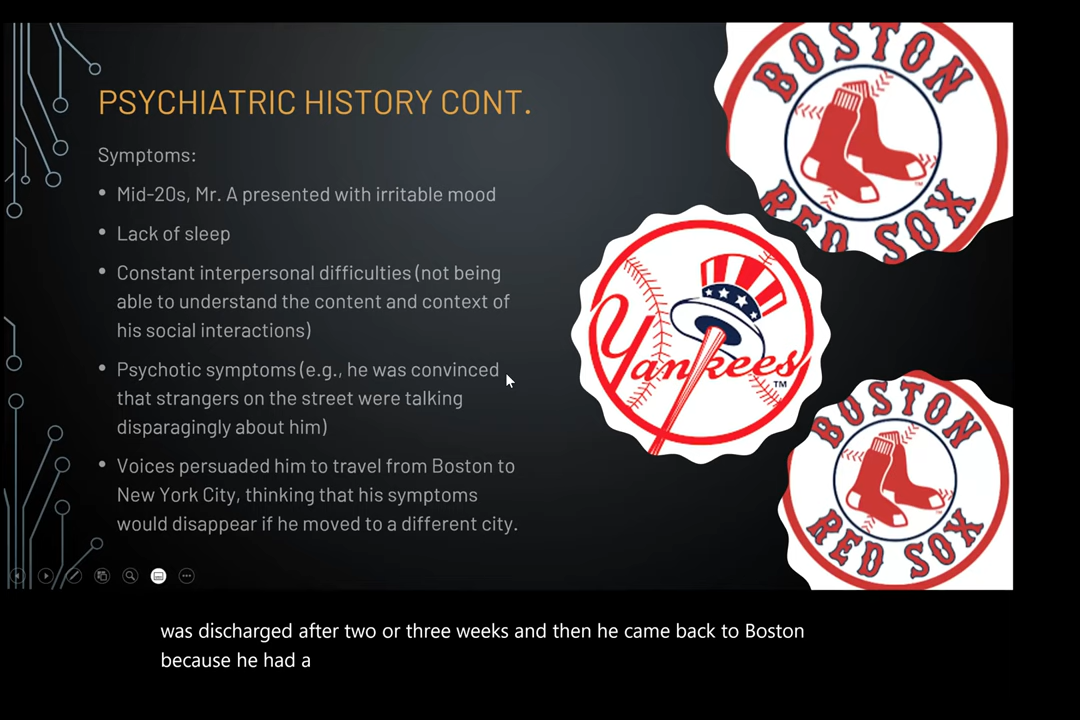 PSYCHIATRIC HISTORY CONT.
Symptoms:
• Mid-20s, Mr. A presented with irritable mood
• Lack of sleep
• Constant interpersonal difficulties (not being
able to understand the content and context of
his social interactions)
• Psychotic symptoms (e.g., he was convinced
that strangers on the street were talking
disparagingly about him)
• Voices persuaded him to travel from Boston to
New York City, thinking that his symptoms
would disappear if he moved to a different city.
BOSTON
RED SOX
TM
Yankees
TM
BOSTON
RED SOX
was discharged after two or three weeks and then he came back to Boston
because he had a